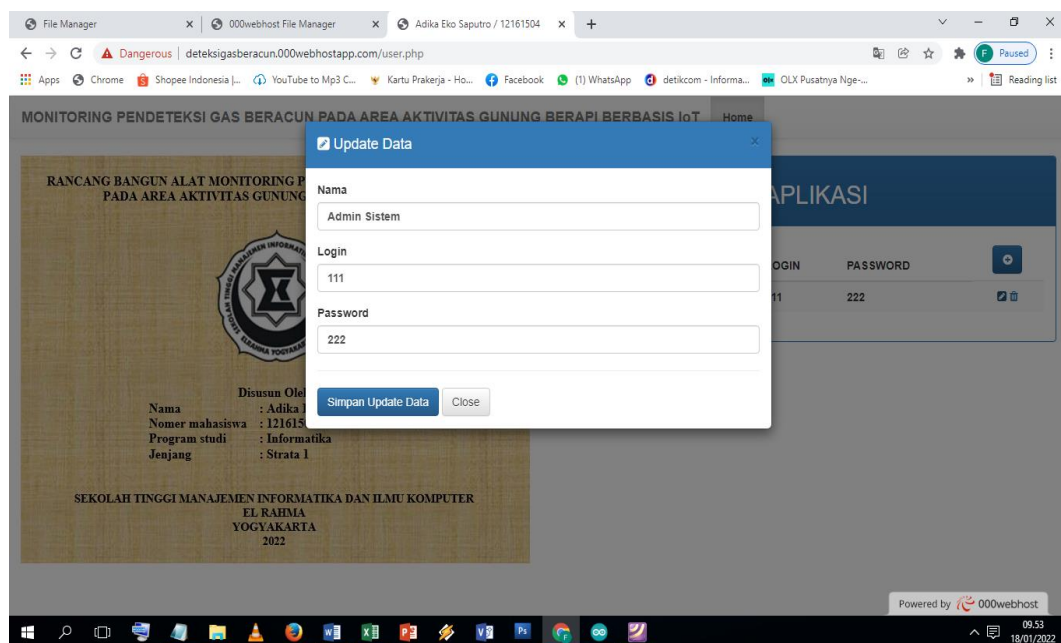 File Manager
000webhost File Manager
Adika Eko Saputro / 12161504
Dangerous
deteksigasberacun.000webhostapp.com/user.php
F Paused
Apps
Chrome
Shopee Indonesia |...
YouTube to Mp3 C...
Kartu Prakerja - Ho...
Facebook
(1) WhatsApp
detikcom - Informa...
OLX Pusatnya Nge-...
»
Reading list
MONITORING PENDETEKSI GAS BERACUN PADA AREA AKTIVITAS GUNUNG BERAPI BERBASIS IoT
Home
Update Data
x
Nama
Admin Sistem
Login
111
Password
222
Simpan Update Data
Close
RANCANG BANGUN ALAT MONITORING P
PADA AREA AKTIVITAS GUNUNG
Disusun Ole
Nama : Adika
Nomer mahasiswa : 121615
Program studi : Informatika
Jenjang : Strata 1
SEKOLAH TINGGI MANAJEMEN INFORMATIKA DAN ILMU KOMPUTER
EL RAHMA
YOGYAKARTA
2022
APLIKASI
OGIN
PASSWORD
11
222
Powered by 000webhost
09.53
18/01/2022